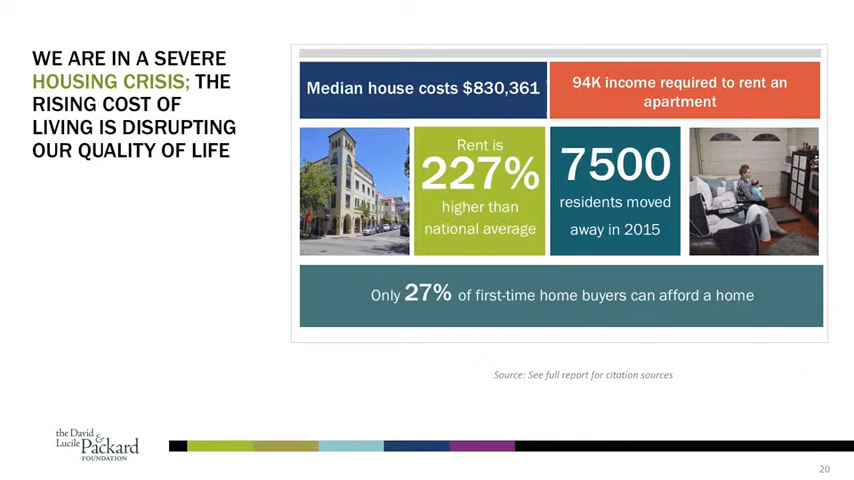 WE ARE IN A SEVERE
HOUSING CRISIS; THE
RISING COST OF
LIVING IS DISRUPTING
OUR QUALITY OF LIFE
Median house costs $830,361
94K income required to rent an
apartment
Rent is
227%
higher than
national average
7500
residents moved
away in 2015
Only 27% of first-time home buyers can afford a home
Source: See full report for citation sources
the David
& Lucile Packard
FOUNDATION
20